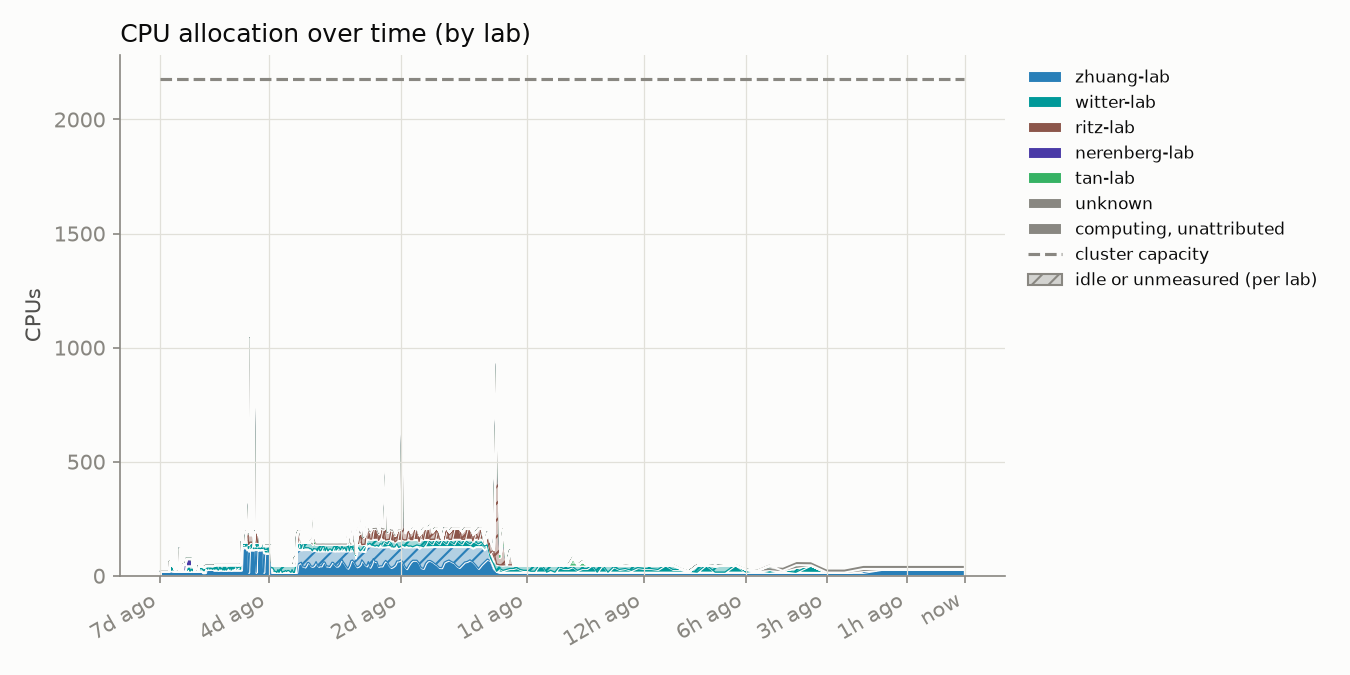 CPU allocation over time (by lab)
CPUs
2000
1500
1000
500
0
7d ago
4d ago
2d ago
1d ago
12h ago
6h ago
3h ago
1h ago
now
zhuang-lab
witter-lab
ritz-lab
nerenberg-lab
tan-lab
unknown
computing, unattributed
cluster capacity
idle or unmeasured (per lab)